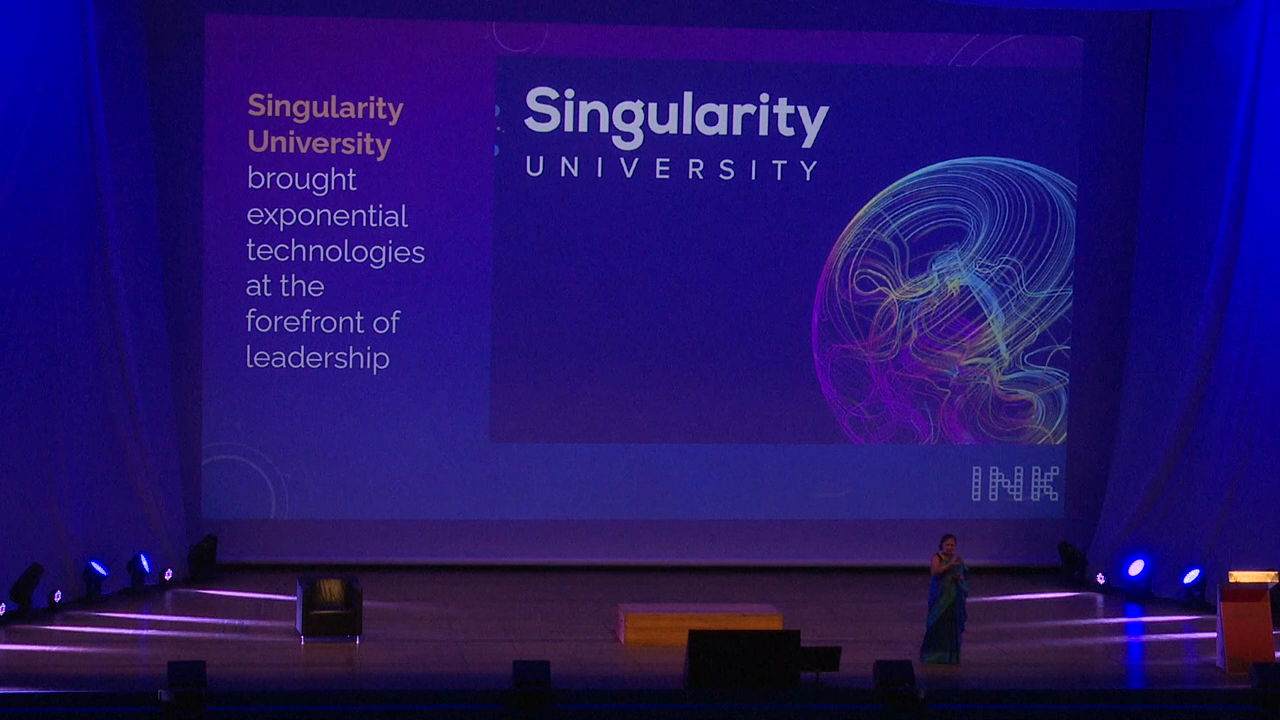 Singularity
University
brought
exponential
technologies
at the
forefront of
leadership
Singularity
UNIVERSITY
INK